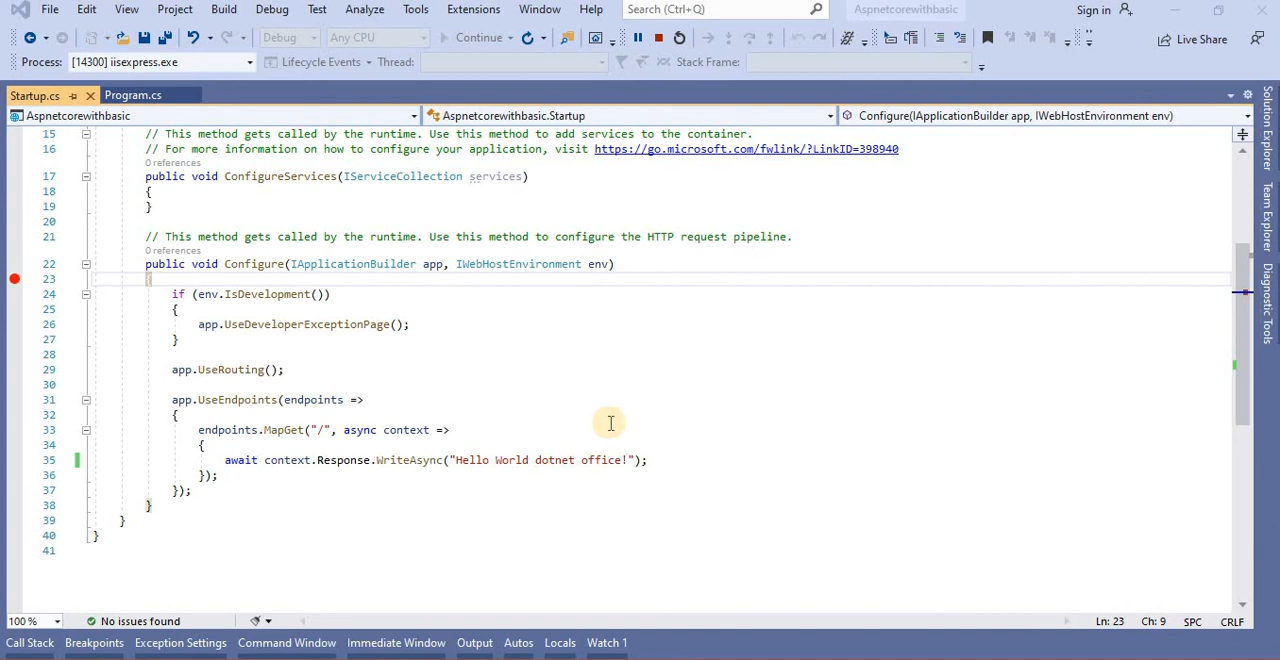 File Edit View Project Build Debug Test Analyze Tools Extensions Window Help Search (Ctrl+Q) Aspnetcorewithbasic Sign in
Debug Any CPU Continue Live Share
Process: [14300] iisexpress.exe Lifecycle Events Thread: Stack Frame:
Startup.cs Program.cs
Aspnetcorewithbasic Aspnetcorewithbasic.Startup Configure(IApplicationBuilder app, IWebHostEnvironment env)
15 // This method gets called by the runtime. Use this method to add services to the container.
16 // For more information on how to configure your application, visit https://go.microsoft.com/fwlink/?LinkID=398940
0 references
17 public void ConfigureServices(IServiceCollection services)
18 {
19 }
20
21 // This method gets called by the runtime. Use this method to configure the HTTP request pipeline.
0 references
22 public void Configure(IApplicationBuilder app, IWebHostEnvironment env)
23 {
24 if (env.IsDevelopment())
25 {
26 app.UseDeveloperExceptionPage();
27 }
28
29 app.UseRouting();
30
31 app.UseEndpoints(endpoints =>
32 {
33 endpoints.MapGet("/", async context =>
34 {
35 await context.Response.WriteAsync("Hello World dotnet office!");
36 });
37 });
38 }
39 }
40 }
41
100 % No issues found Ln: 23 Ch: 9 SPC CRLF
Call Stack Breakpoints Exception Settings Command Window Immediate Window Output Autos Locals Watch 1
Solution Explorer
Team Explorer
Diagnostic Tools